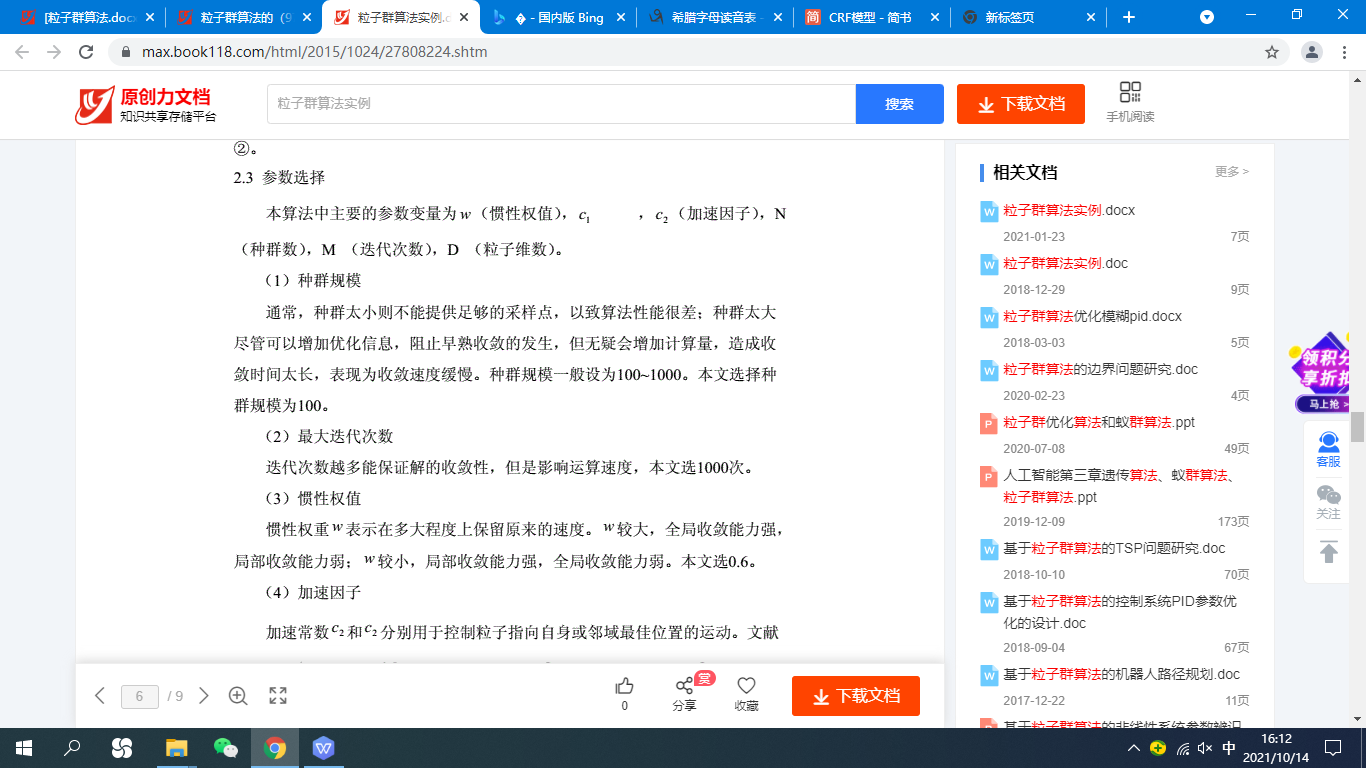 [粒子群算法.doc
粒子群算法的（9
粒子群算法实例.d
� - 国内版 Bing
希腊字母读音表 -
CRF模型 - 简书
新标签页
max.book118.com/html/2015/1024/27808224.shtm
原创力文档
知识共享存储平台
粒子群算法实例
搜索
下载文档
手机阅读
②。
2.3 参数选择
本算法中主要的参数变量为 w（惯性权值），c1 ，c2（加速因子），N
（种群数），M （迭代次数），D （粒子维数）。
（1）种群规模
通常，种群太小则不能提供足够的采样点，以致算法性能很差；种群太大
尽管可以增加优化信息，阻止早熟收敛的发生，但无疑会增加计算量，造成收
敛时间太长，表现为收敛速度缓慢。种群规模一般设为100~1000。本文选择种
群规模为100。
（2）最大迭代次数
迭代次数越多能保证解的收敛性，但是影响运算速度，本文选1000次。
（3）惯性权值
惯性权重 w 表示在多大程度上保留原来的速度。w 较大，全局收敛能力强，
局部收敛能力弱；w 较小，局部收敛能力强，全局收敛能力弱。本文选0.6。
（4）加速因子
加速常数 c2 和 c2 分别用于控制粒子指向自身或邻域最佳位置的运动。文献
6 / 9
0
赏
分享
收藏
下载文档
相关文档
更多 >
粒子群算法实例.docx
2021-01-23 7页
粒子群算法实例.doc
2018-12-29 9页
粒子群算法优化模糊pid.docx
2018-03-03 5页
粒子群算法的边界问题研究.doc
2020-02-23 4页
粒子群优化算法和蚁群算法.ppt
2020-07-08 49页
人工智能第三章遗传算法、蚁群算法、
粒子群算法.ppt
2019-12-09 173页
基于粒子群算法的TSP问题研究.doc
2018-10-10 70页
基于粒子群算法的控制系统PID参数优
化的设计.doc
2018-09-04 67页
基于粒子群算法的机器人路径规划.doc
2017-12-22 11页
基于粒子群算法的非线性系统参数辨识
领积分
享折扣
马上抢 >
客服
关注
中
16:12
2021/10/14